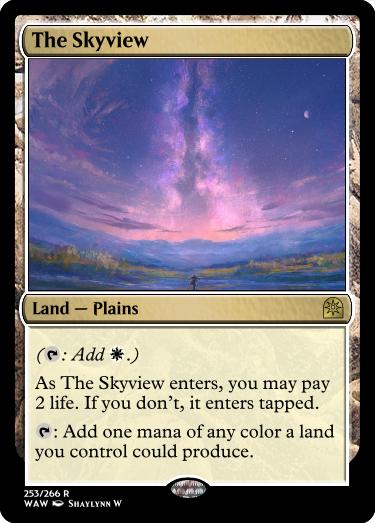 The Skyview
Land — Plains
(T: Add W.)
As The Skyview enters, you may pay
2 life. If you don't, it enters tapped.
: Add one mana of any color a land
you control could produce.
253/266 R
WAW SHAYLYNN W